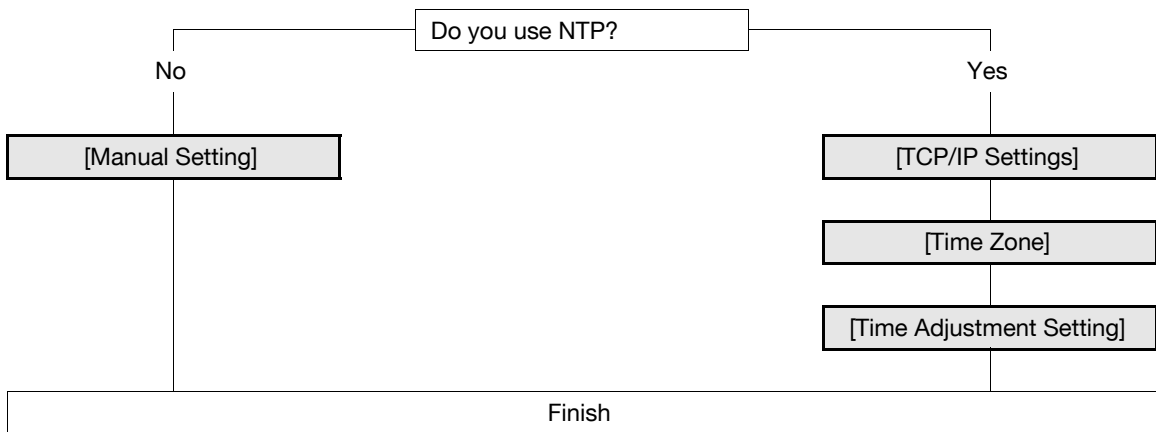 Do you use NTP?
No
Yes
[Manual Setting]
[TCP/IP Settings]
[Time Zone]
[Time Adjustment Setting]
Finish